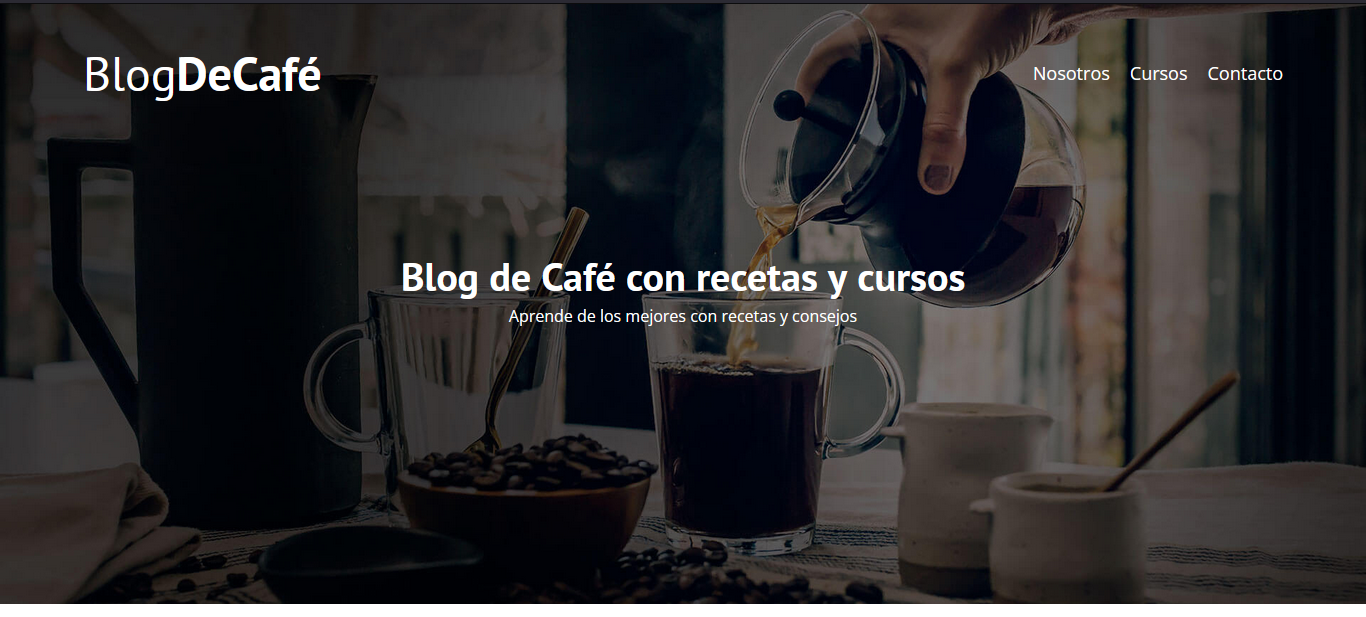 BlogDeCafé
Nosotros Cursos Contacto
Blog de Café con recetas y cursos
Aprende de los mejores con recetas y consejos